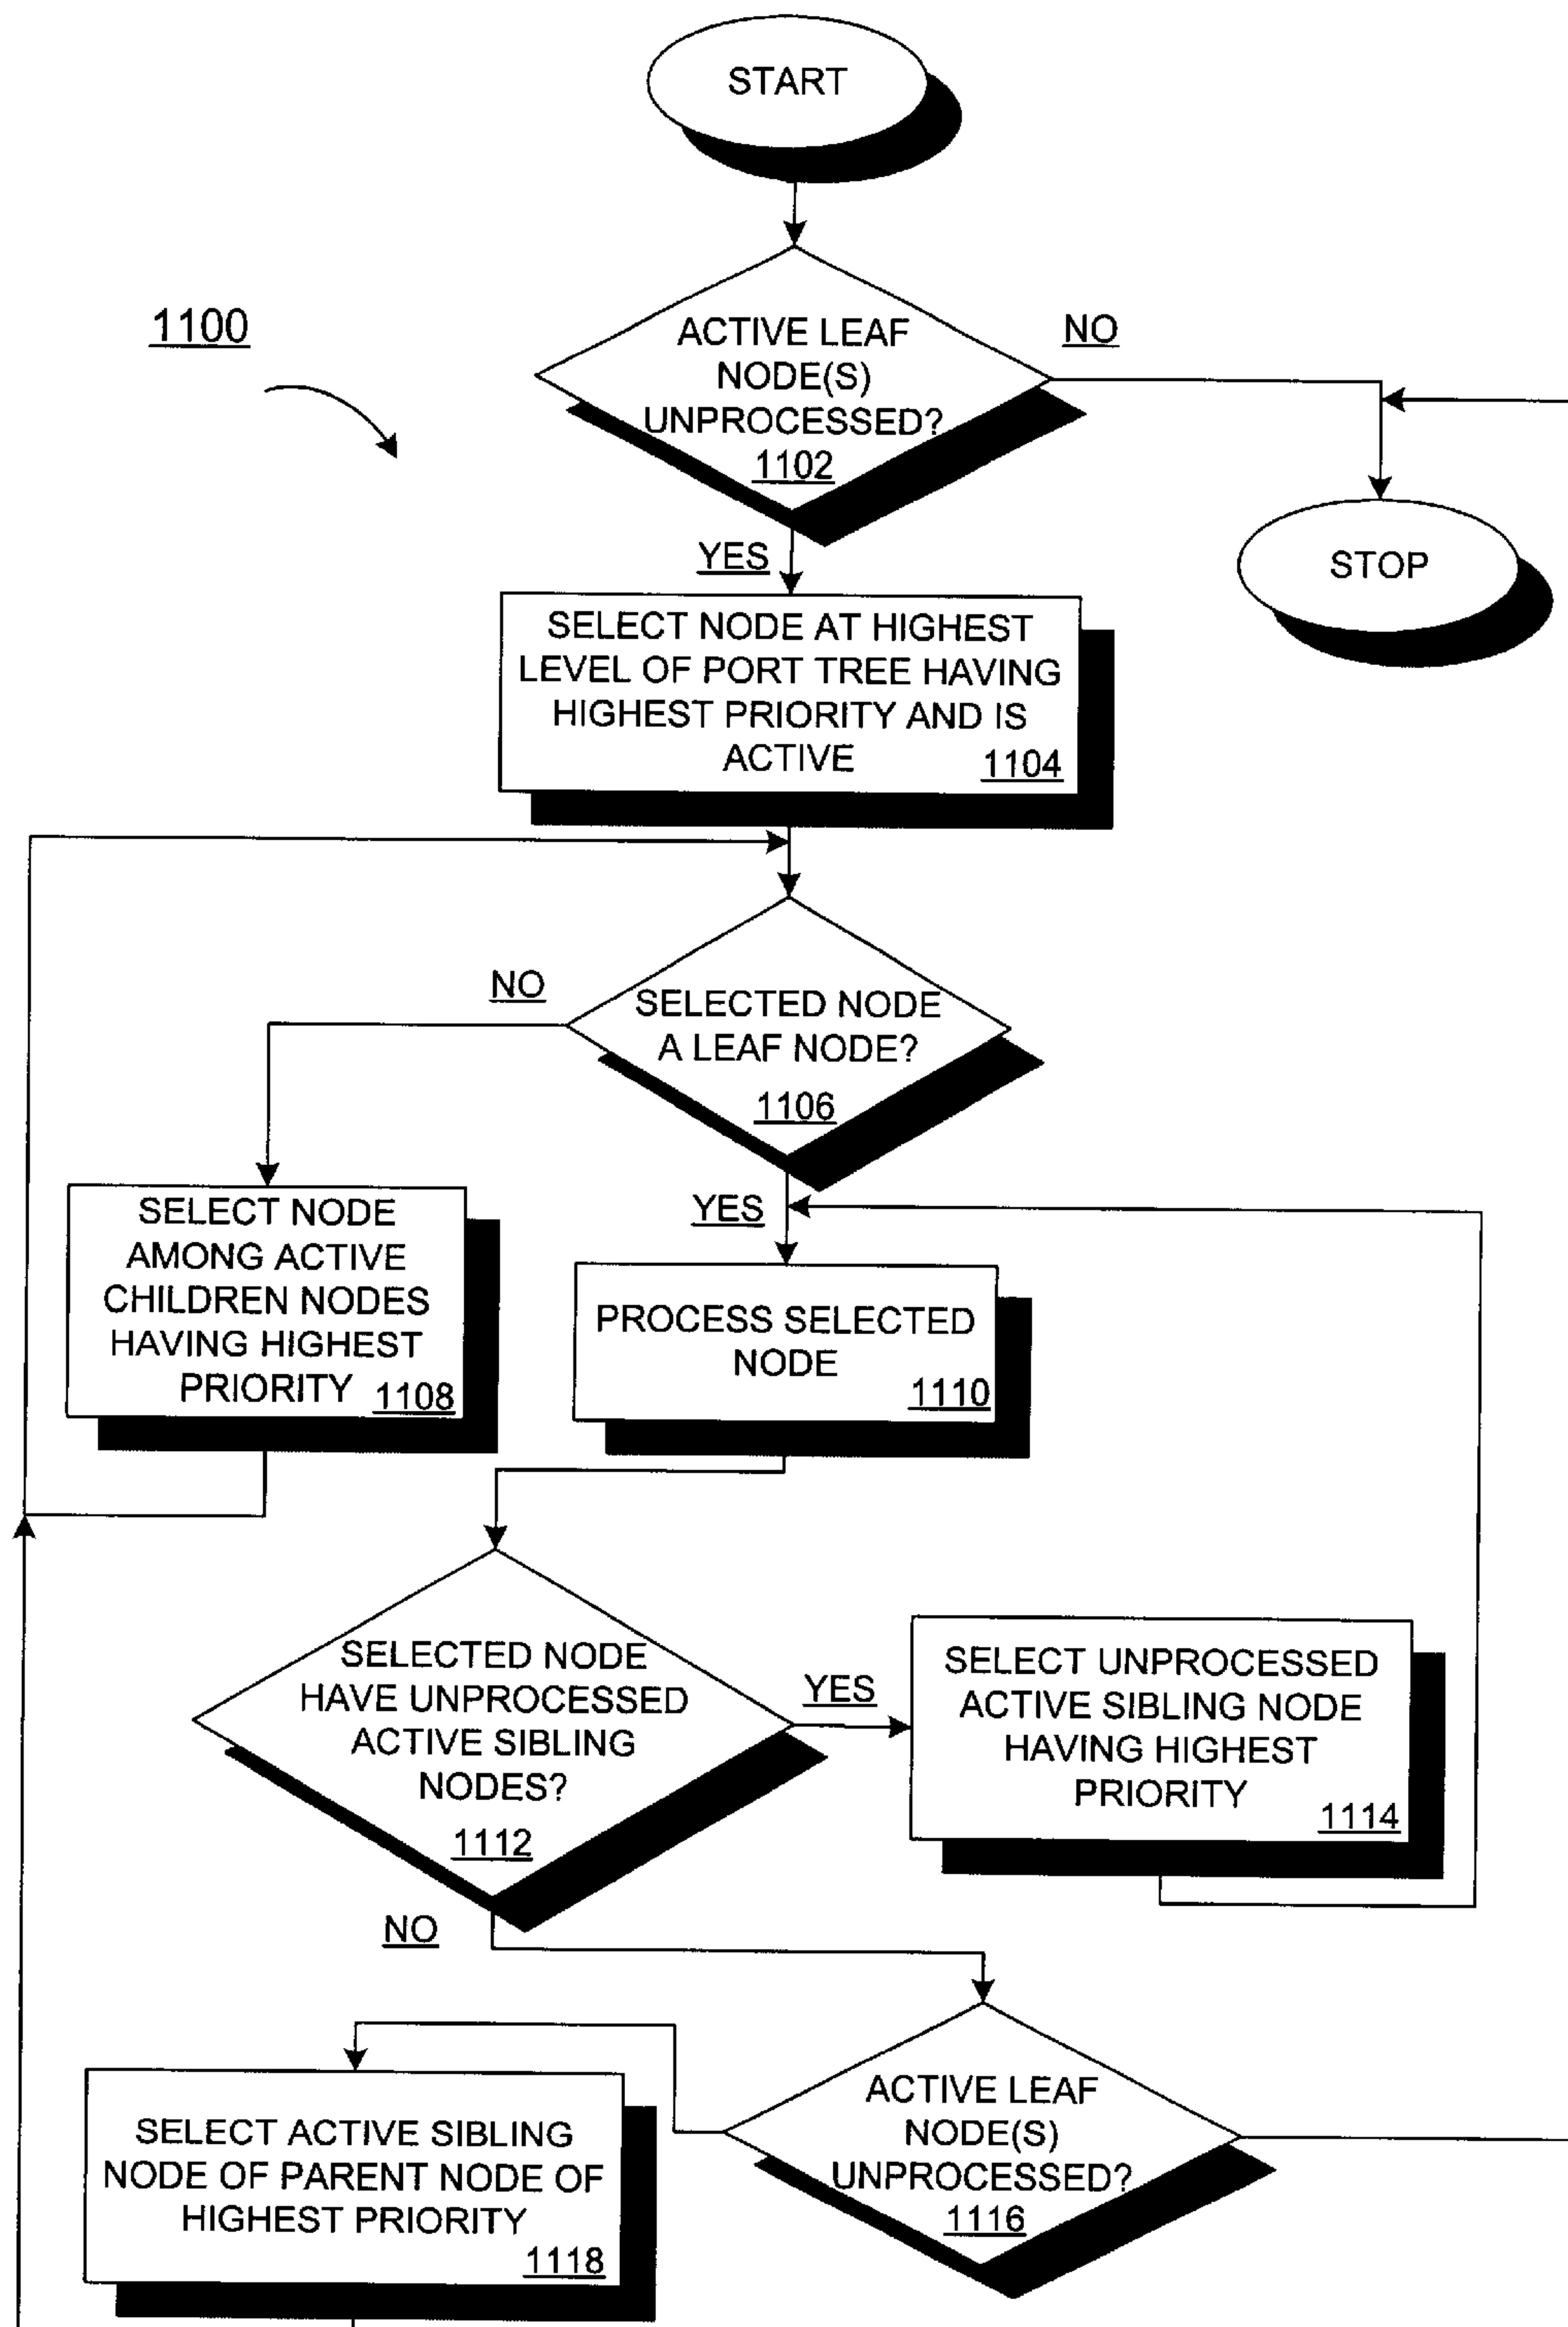 START
1100
ACTIVE LEAF
NODE(S)
UNPROCESSED?
1102
NO
YES
STOP
SELECT NODE AT HIGHEST
LEVEL OF PORT TREE HAVING
HIGHEST PRIORITY AND IS
ACTIVE
1104
NO
SELECTED NODE
A LEAF NODE?
1106
YES
SELECT NODE
AMONG ACTIVE
CHILDREN NODES
HAVING HIGHEST
PRIORITY
1108
PROCESS SELECTED
NODE
1110
SELECTED NODE
HAVE UNPROCESSED
ACTIVE SIBLING
NODES?
1112
YES
SELECT UNPROCESSED
ACTIVE SIBLING NODE
HAVING HIGHEST
PRIORITY
1114
NO
ACTIVE LEAF
NODE(S)
UNPROCESSED?
1116
SELECT ACTIVE SIBLING
NODE OF PARENT NODE OF
HIGHEST PRIORITY
1118